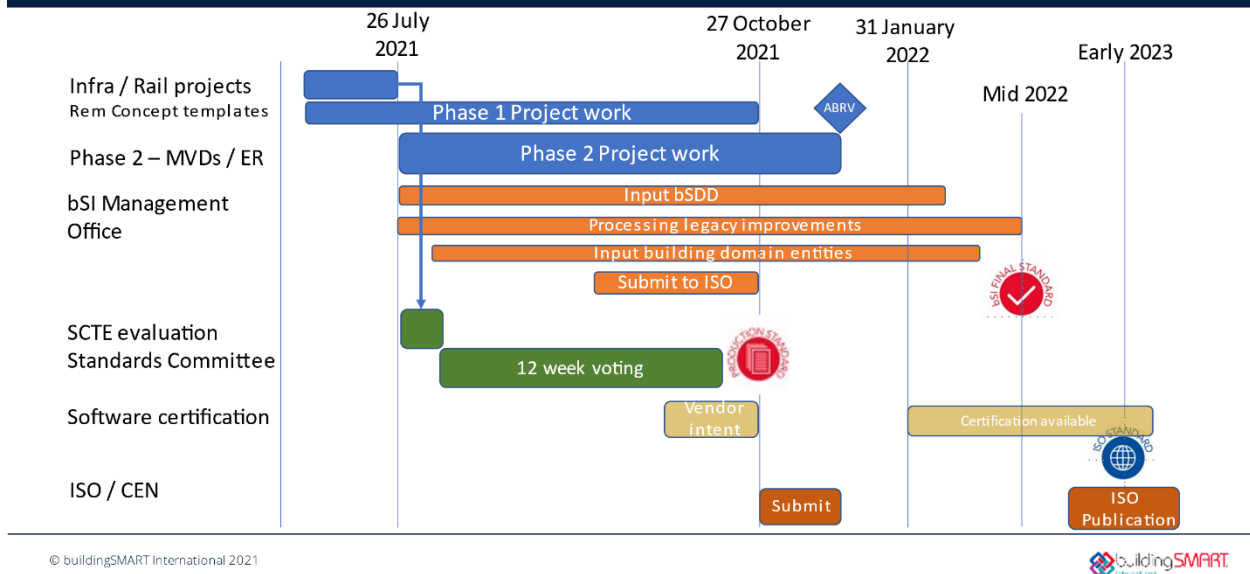 26 July
2021
27 October
2021
31 January
2022
Early 2023
Mid 2022
Infra / Rail projects
Rem Concept templates
Phase 1 Project work
ABRV
Phase 2 – MVDs / ER
Phase 2 Project work
bSI Management
Office
Input bSDD
Processing legacy improvements
Input building domain entities
Submit to ISO
bSI FINAL STANDARD
SCTE evaluation
Standards Committee
12 week voting
PRODUCTION STANDARD
Software certification
Vendor
intent
Certification available
ISO STANDARD
ISO / CEN
Submit
ISO
Publication
© buildingSMART International 2021
buildingSMART
International